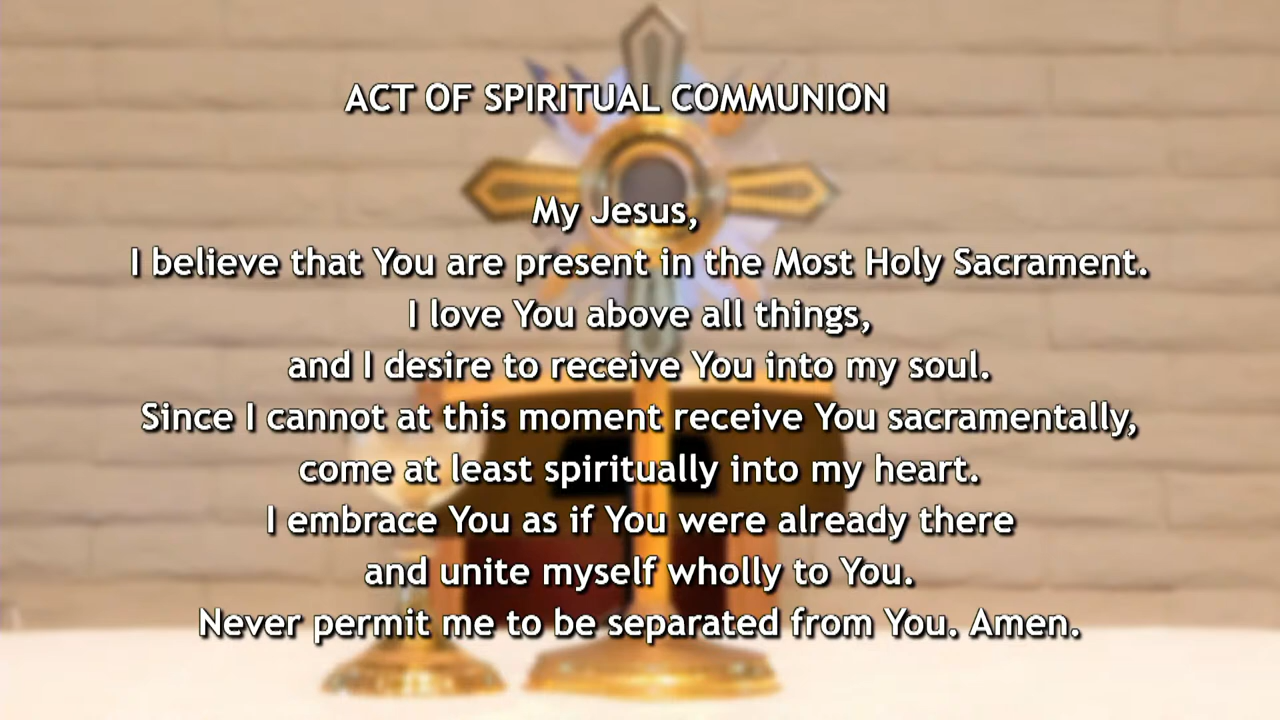 ACT OF SPIRITUAL COMMUNION
My Jesus,
I believe that You are present in the Most Holy Sacrament.
I love You above all things,
and I desire to receive You into my soul.
Since I cannot at this moment receive You sacramentally,
come at least spiritually into my heart.
I embrace You as if You were already there
and unite myself wholly to You.
Never permit me to be separated from You. Amen.